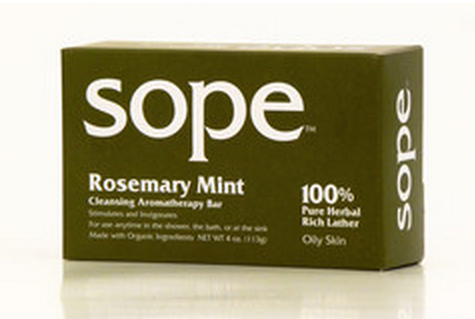 sope™
Rosemary Mint
Cleansing Aromatherapy Bar
Stimulates and Invigorates
For use anytime in the shower, the bath, or at the sink
Made with Organic Ingredients NET WT 4 oz. (113g)
100%
Pure Herbal
Rich Lather
Oily Skin
sope